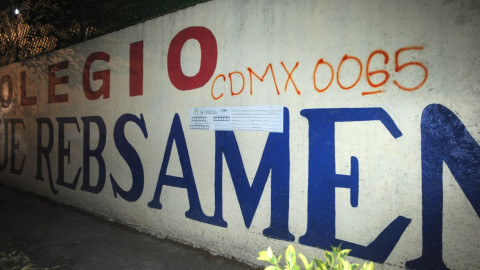 OLEGIO CDMX 0065
UE REBSAMEN